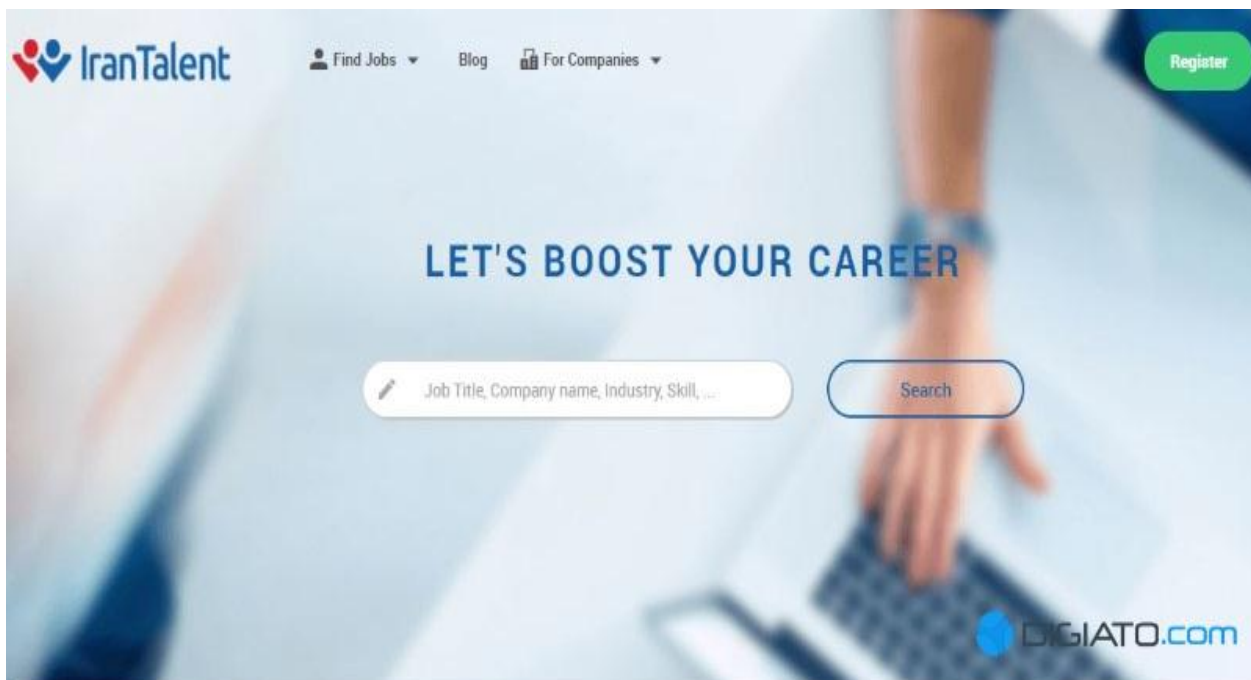 IranTalent
Find Jobs
Blog
For Companies
Register
LET'S BOOST YOUR CAREER
Job Title, Company name, Industry, Skill, ...
Search
DIGIATO.com